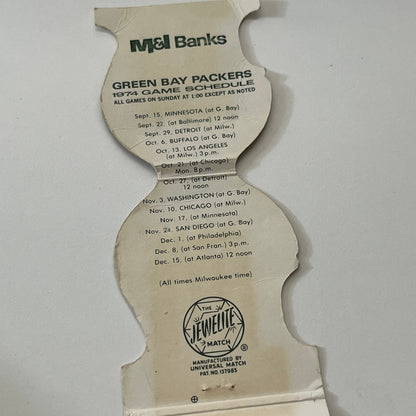 M&I Banks
GREEN BAY PACKERS
1974 GAME SCHEDULE
ALL GAMES ON SUNDAY AT 1:00 EXCEPT AS NOTED
Sept. 15, MINNESOTA (at G. Bay)
Sept. 22, (at Baltimore) 12 noon
Sept. 29, DETROIT (at Milw.)
Oct. 6, BUFFALO (at G. Bay)
Oct. 13, LOS ANGELES
(at Milw.) 3 p.m.
Oct. 21, (at Chicago)
Mon. 8 p.m.
Oct. 27, (at Detroit)
12 noon
Nov. 3, WASHINGTON (at G. Bay)
Nov. 10, CHICAGO (at Milw.)
Nov. 17, (at Minnesota)
Nov. 24, SAN DIEGO (at G. Bay)
Dec. 1, (at Philadelphia)
Dec. 8, (at San Fran.) 3 p.m.
Dec. 15, (at Atlanta) 12 noon
(All times Milwaukee time)
THE
JEWELITE
MATCH
®
MANUFACTURED BY
UNIVERSAL MATCH
PAT. NO. 137985